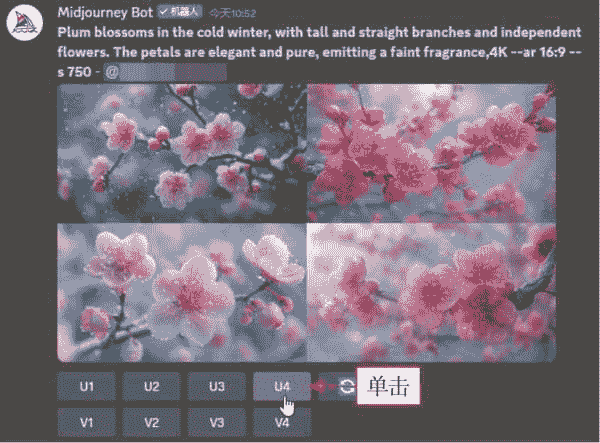 Midjourney Bot ✓机器人 今天10:52
Plum blossoms in the cold winter, with tall and straight branches and independent
flowers. The petals are elegant and pure, emitting a faint fragrance,4K --ar 16:9 --
s 750 - @
U1 U2 U3 U4 单击
V1 V2 V3 V4